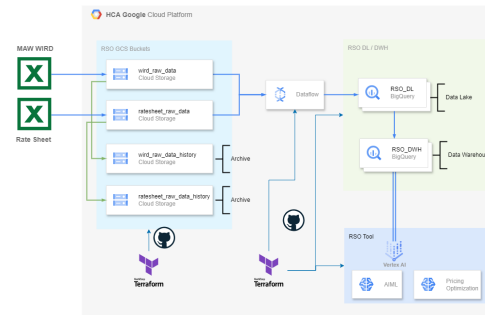 HCA Google Cloud Platform
MAW WIRD
RSO GCS Buckets
RSO DL / DWH
wird_raw_data
Cloud Storage
ratesheet_raw_data
Cloud Storage
Dataflow
RSO_DL
BigQuery
Data Lake
Rate Sheet
wird_raw_data_history
Cloud Storage
Archive
RSO_DWH
BigQuery
Data Warehou
ratesheet_raw_data_history
Cloud Storage
Archive
RSO Tool
Vertex AI
Terraform
Terraform
AIML
Pricing
Optimization